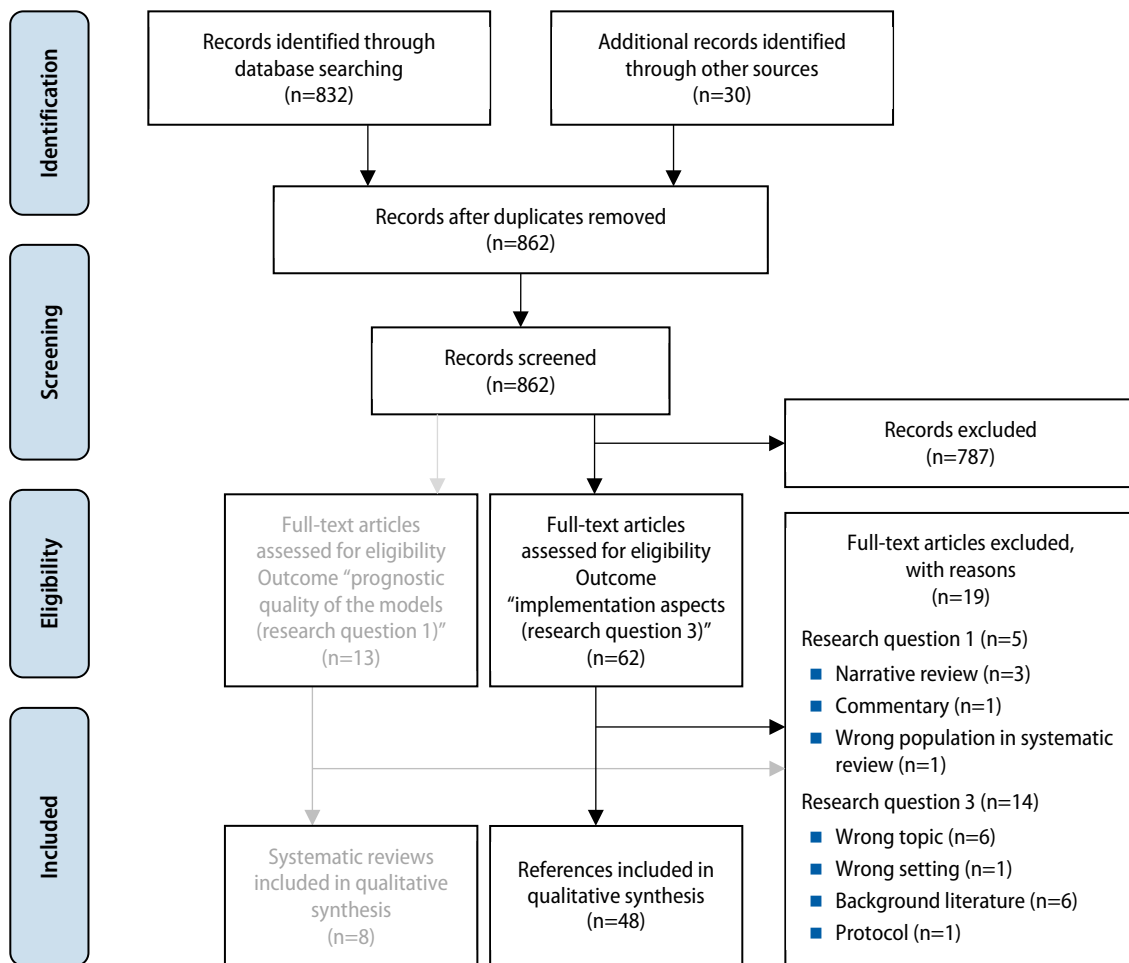 Identification
Records identified through
database searching
(n=832)
Additional records identified
through other sources
(n=30)
Records after duplicates removed
(n=862)
Screening
Records screened
(n=862)
Records excluded
(n=787)
Eligibility
Full-text articles
assessed for eligibility
Outcome “prognostic
quality of the models
(research question 1)”
(n=13)
Full-text articles
assessed for eligibility
Outcome
“implementation aspects
(research question 3)”
(n=62)
Full-text articles excluded,
with reasons
(n=19)
Research question 1 (n=5)
■ Narrative review (n=3)
■ Commentary (n=1)
■ Wrong population in systematic
review (n=1)
Research question 3 (n=14)
■ Wrong topic (n=6)
■ Wrong setting (n=1)
■ Background literature (n=6)
■ Protocol (n=1)
Included
Systematic reviews
included in qualitative
synthesis
(n=8)
References included in
qualitative synthesis
(n=48)